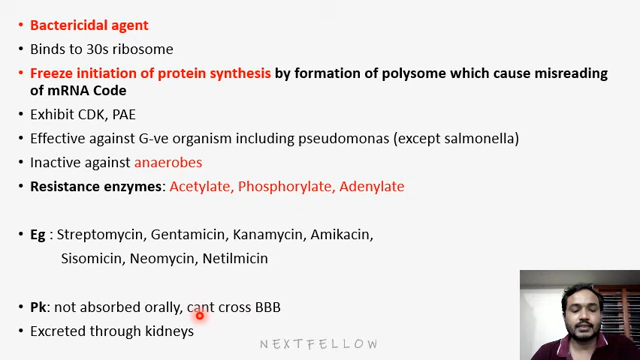 • Bactericidal agent
• Binds to 30s ribosome
• Freeze initiation of protein synthesis by formation of polysome which cause misreading
of mRNA Code
• Exhibit CDK, PAE
• Effective against G-ve organism including pseudomonas (except salmonella)
• Inactive against anaerobes
• Resistance enzymes: Acetylate, Phosphorylate, Adenylate
• Eg : Streptomycin, Gentamicin, Kanamycin, Amikacin,
Sisomicin, Neomycin, Netilmicin
• Pk: not absorbed orally, cant cross BBB
• Excreted through kidneys
NEXTFELLOW